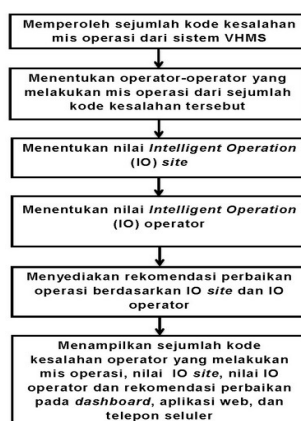 Memperoleh sejumlah kode kesalahan
mis operasi dari sistem VHMS
Menentukan operator-operator yang
melakukan mis operasi dari sejumlah
kode kesalahan tersebut
Menentukan nilai Intelligent Operation
(IO) site
Menentukan nilai Intelligent Operation
(IO) operator
Menyediakan rekomendasi perbaikan
operasi berdasarkan IO site dan IO
operator
Menampilkan sejumlah kode
kesalahan operator yang melakukan
mis operasi, nilai IO site, nilai IO
operator dan rekomendasi perbaikan
pada dashboard, aplikasi web, dan
telepon seluler